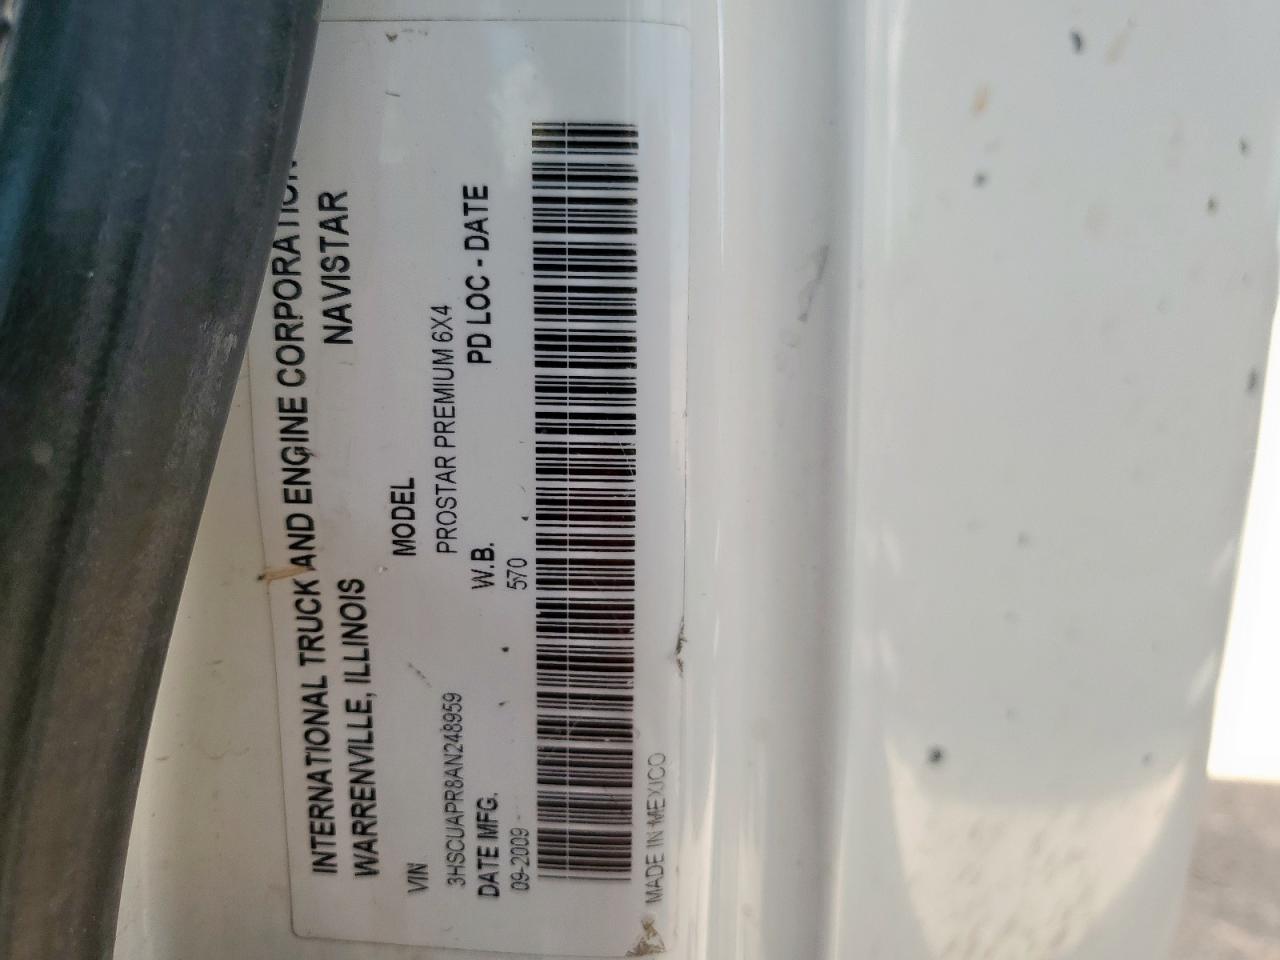 INTERNATIONAL TRUCK AND ENGINE CORPORATION
WARRENVILLE, ILLINOIS NAVISTAR
VIN MODEL
3HSCUAPR8AN248959 PROSTAR PREMIUM 6X4
DATE MFG. W.B. PD LOC - DATE
09-2009 570
MADE IN MEXICO